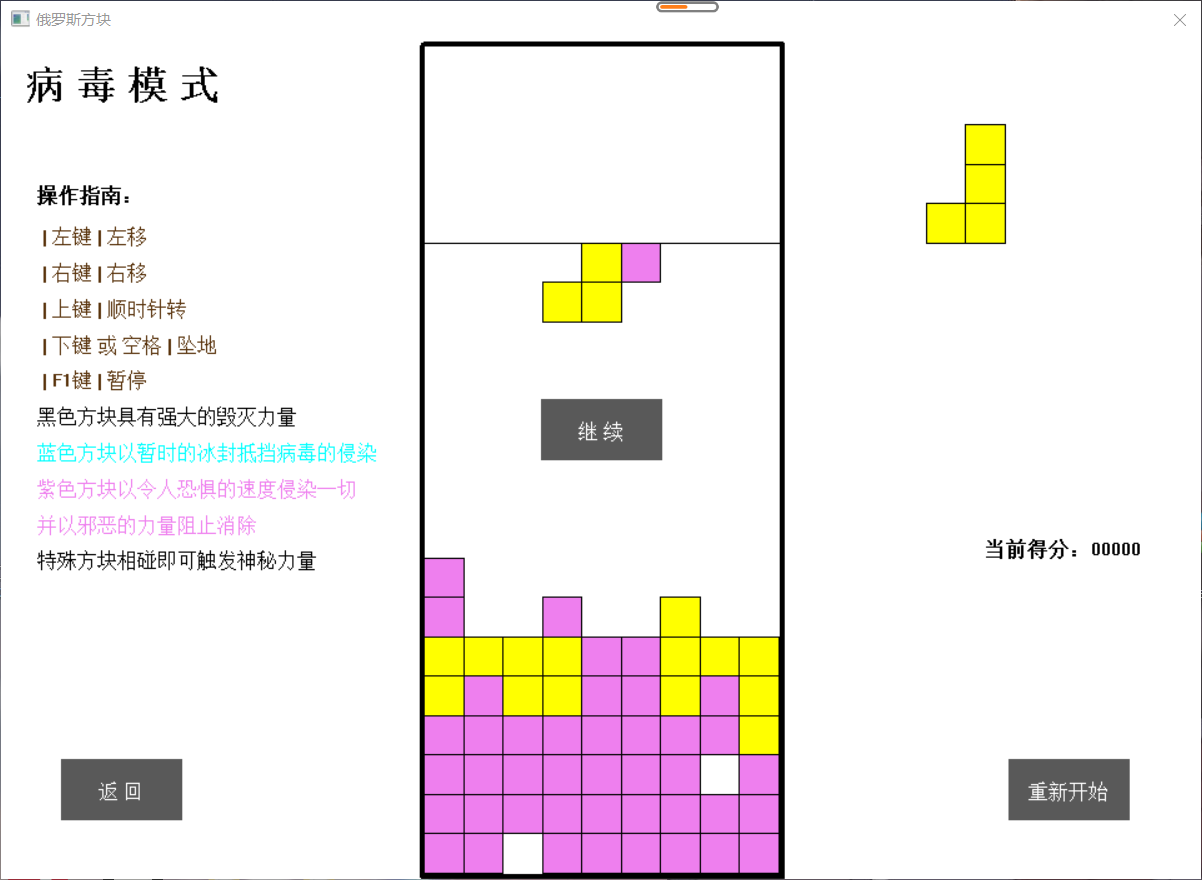 俄罗斯方块
病 毒 模 式
操作指南：
| 左键 | 左移
| 右键 | 右移
| 上键 | 顺时针转
| 下键 或 空格 | 坠地
| F1键 | 暂停
黑色方块具有强大的毁灭力量
蓝色方块以暂时的冰封抵挡病毒的侵染
紫色方块以令人恐惧的速度侵染一切
并以邪恶的力量阻止消除
特殊方块相碰即可触发神秘力量
继 续
当前得分：00000
返 回
重新开始